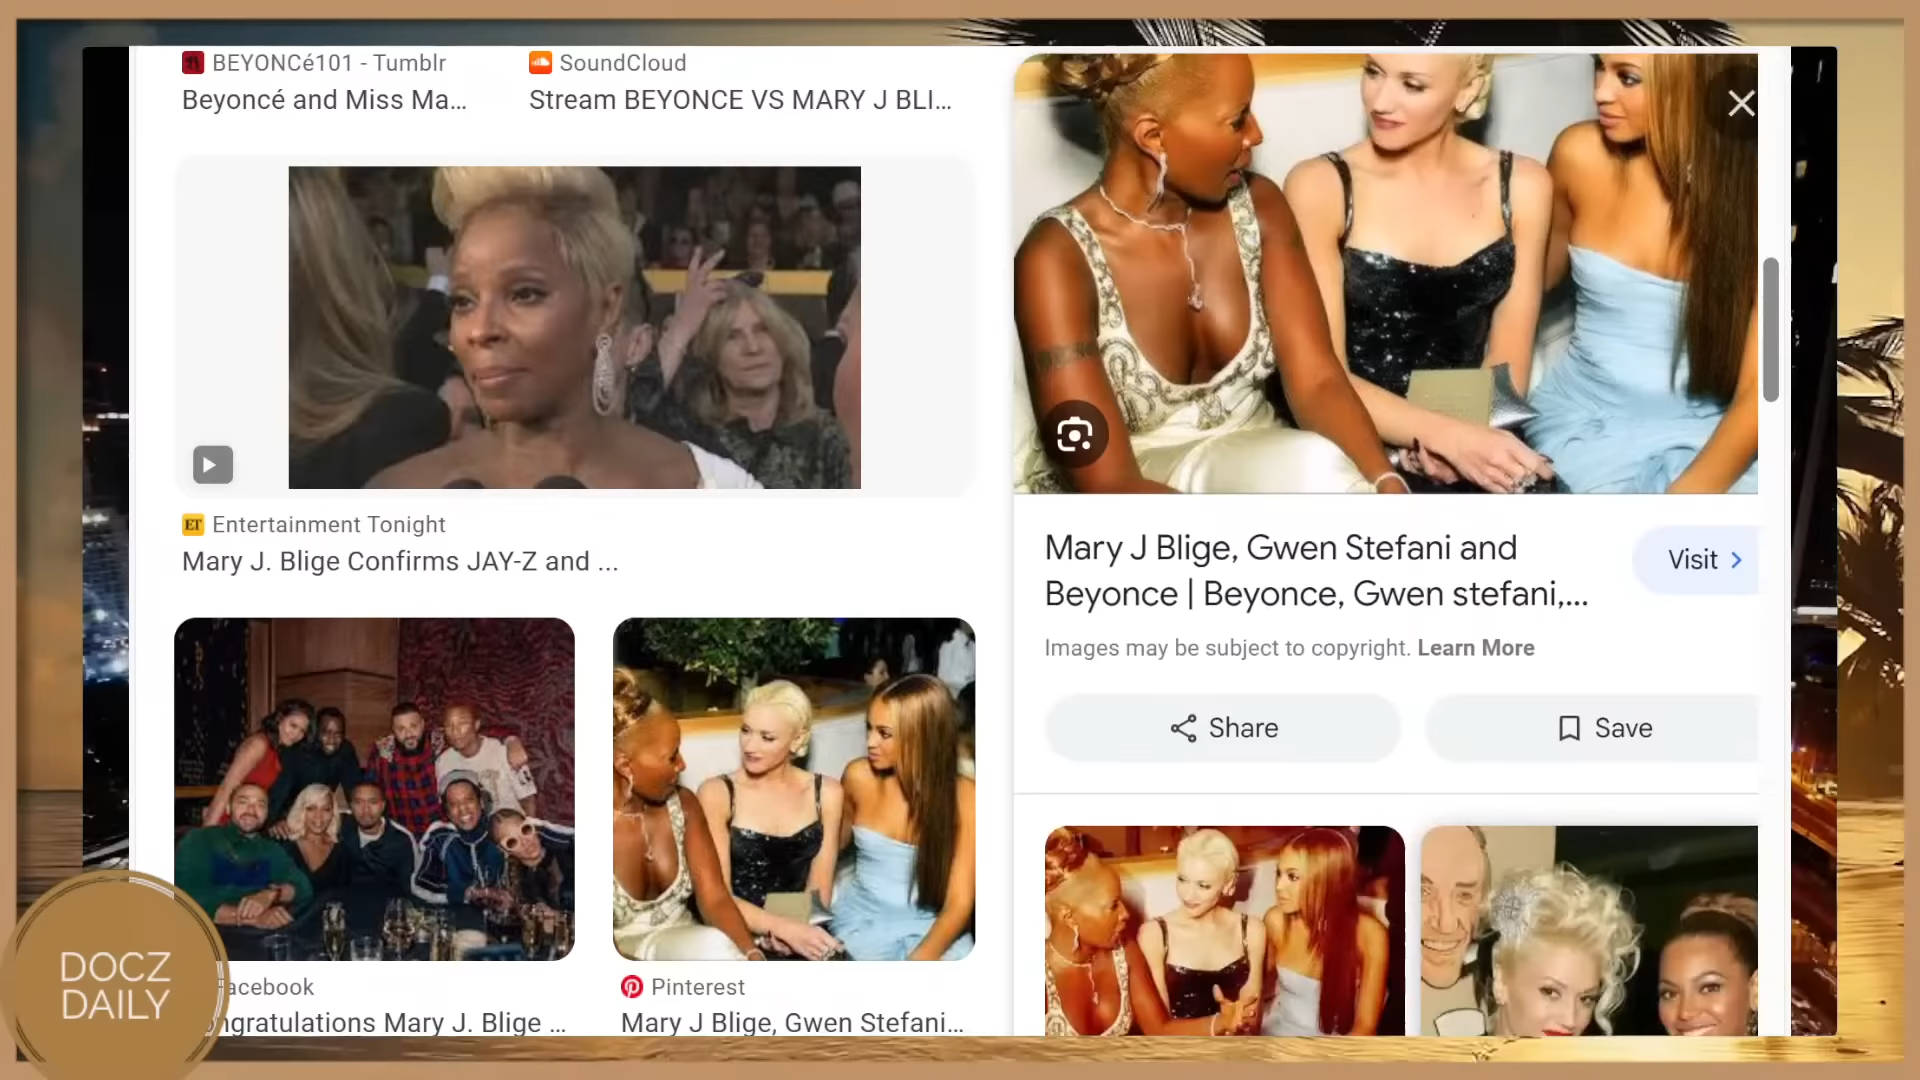 BEYONCé101 - Tumblr
Beyoncé and Miss Ma...
SoundCloud
Stream BEYONCE VS MARY J BLI...
ET Entertainment Tonight
Mary J. Blige Confirms JAY-Z and ...
acebook
ngratulations Mary J. Blige ...
Pinterest
Mary J Blige, Gwen Stefani...
Mary J Blige, Gwen Stefani and
Beyonce | Beyonce, Gwen stefani,...
Visit
Images may be subject to copyright. Learn More
Share
Save
DOCZ
DAILY